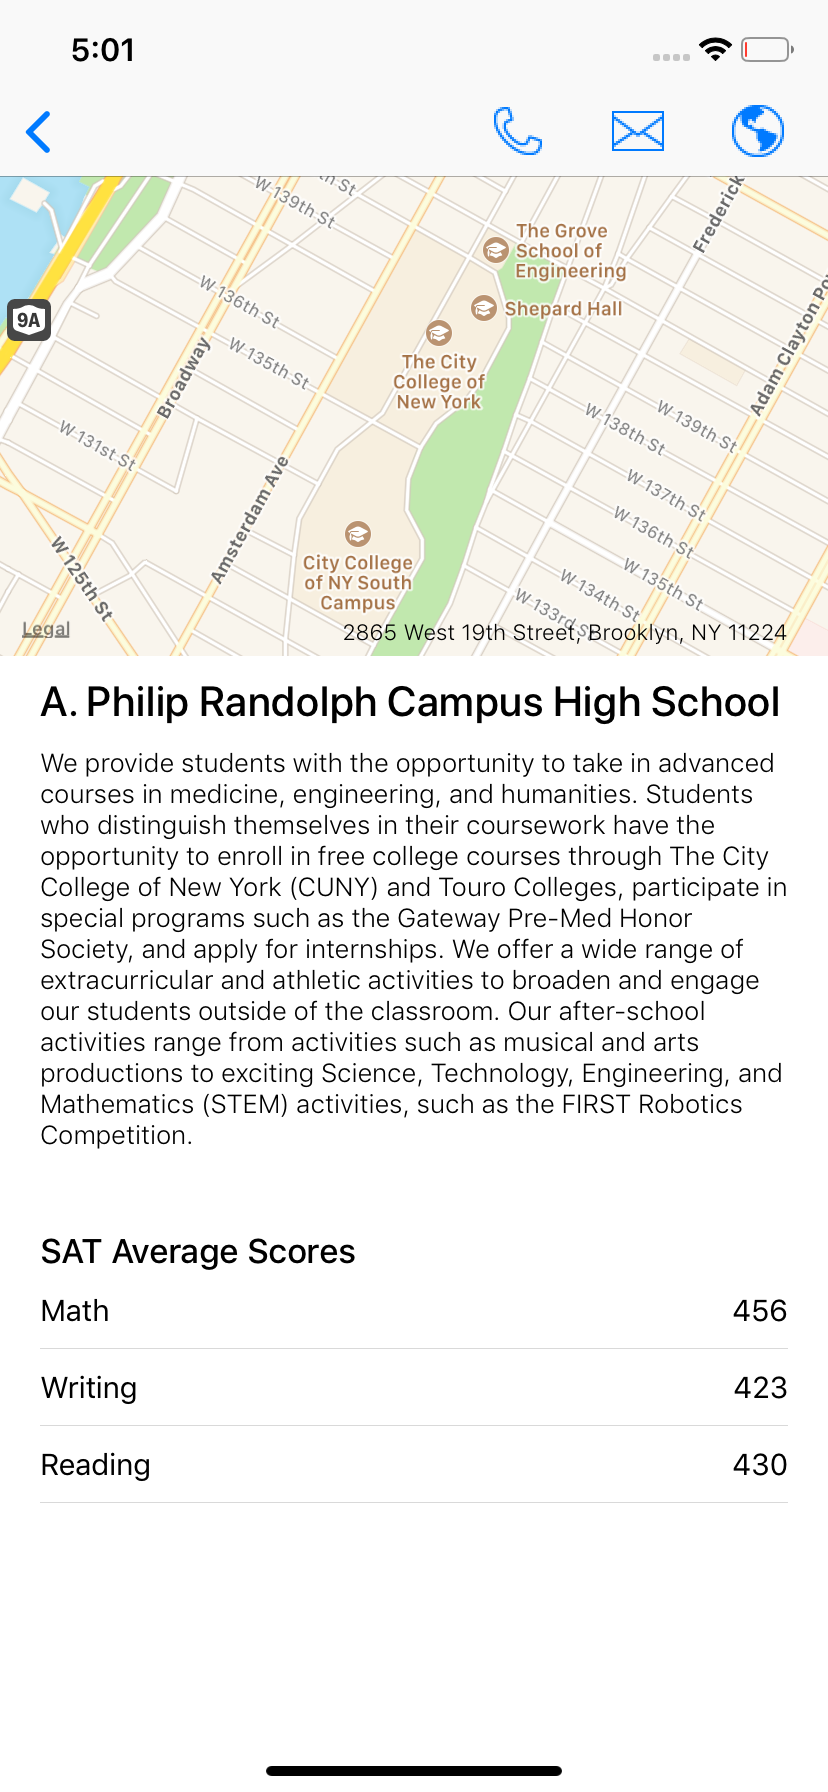 5:01
W 139th St
th St
The Grove
School of
Engineering
Frederick
W 136th St
Shepard Hall
9A
Adam Clayton Po
W 135th St
Broadway
The City
College of
New York
W 138th St
W 139th St
W 131st St
W 137th St
Amsterdam Ave
W 136th St
City College
of NY South
Campus
W 125th St
W 135th St
W 134th St
W 133rd S
Legal
2865 West 19th Street, Brooklyn, NY 11224
A. Philip Randolph Campus High School
We provide students with the opportunity to take in advanced
courses in medicine, engineering, and humanities. Students
who distinguish themselves in their coursework have the
opportunity to enroll in free college courses through The City
College of New York (CUNY) and Touro Colleges, participate in
special programs such as the Gateway Pre-Med Honor
Society, and apply for internships. We offer a wide range of
extracurricular and athletic activities to broaden and engage
our students outside of the classroom. Our after-school
activities range from activities such as musical and arts
productions to exciting Science, Technology, Engineering, and
Mathematics (STEM) activities, such as the FIRST Robotics
Competition.
SAT Average Scores
Math 456
Writing 423
Reading 430